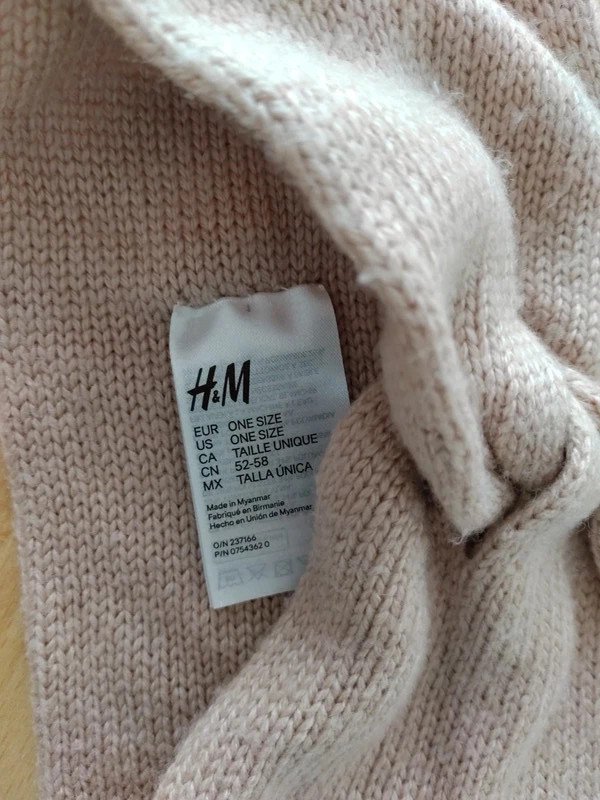 H&M
EUR ONE SIZE
US ONE SIZE
CA TAILLE UNIQUE
CN 52-58
MX TALLA ÚNICA
Made in Myanmar
Fabriqué en Birmanie
Hecho en Unión de Myanmar
O/N 237166
P/N 0754362 0